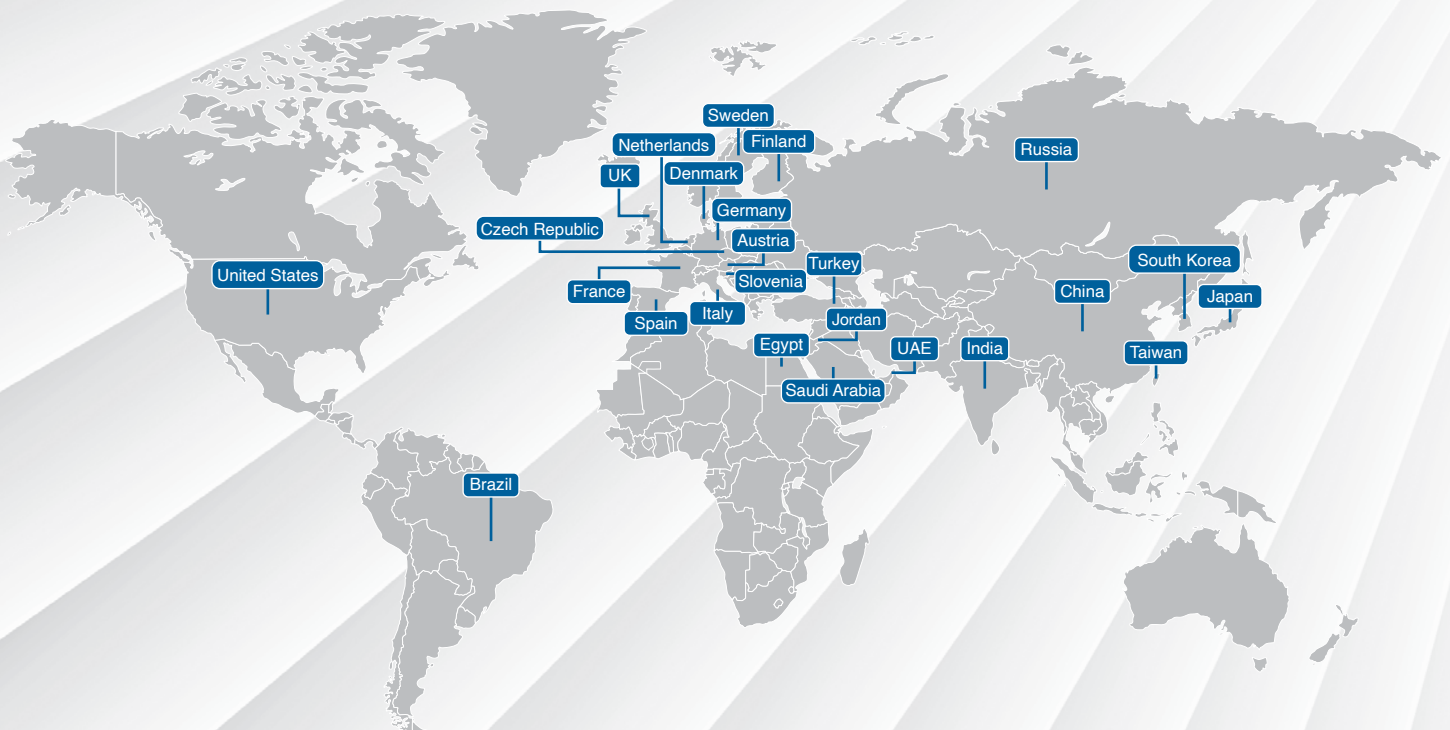 Sweden
Finland
Netherlands
Russia
UK
Denmark
Germany
Czech Republic
Austria
South Korea
Turkey
United States
Slovenia
France
China
Japan
Italy
Spain
Jordan
Egypt
UAE
India
Taiwan
Saudi Arabia
Brazil